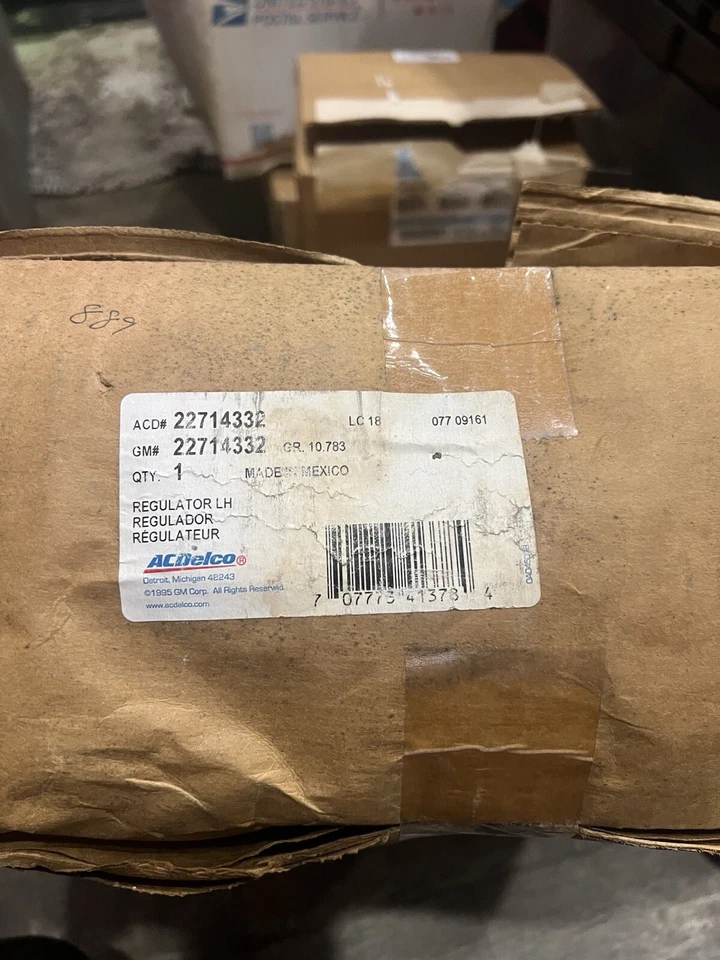 POSTAL SERVICE
889
ACD# 22714332 LC 18 077 09161
GM# 22714332 GR. 10.783
QTY. 1 MADE IN MEXICO
REGULATOR LH
REGULADOR
RÉGULATEUR
ACDelco®
Detroit, Michigan 48243
©1995 GM Corp. All Rights Reserved
www.acdelco.com
7 07773 41378 4